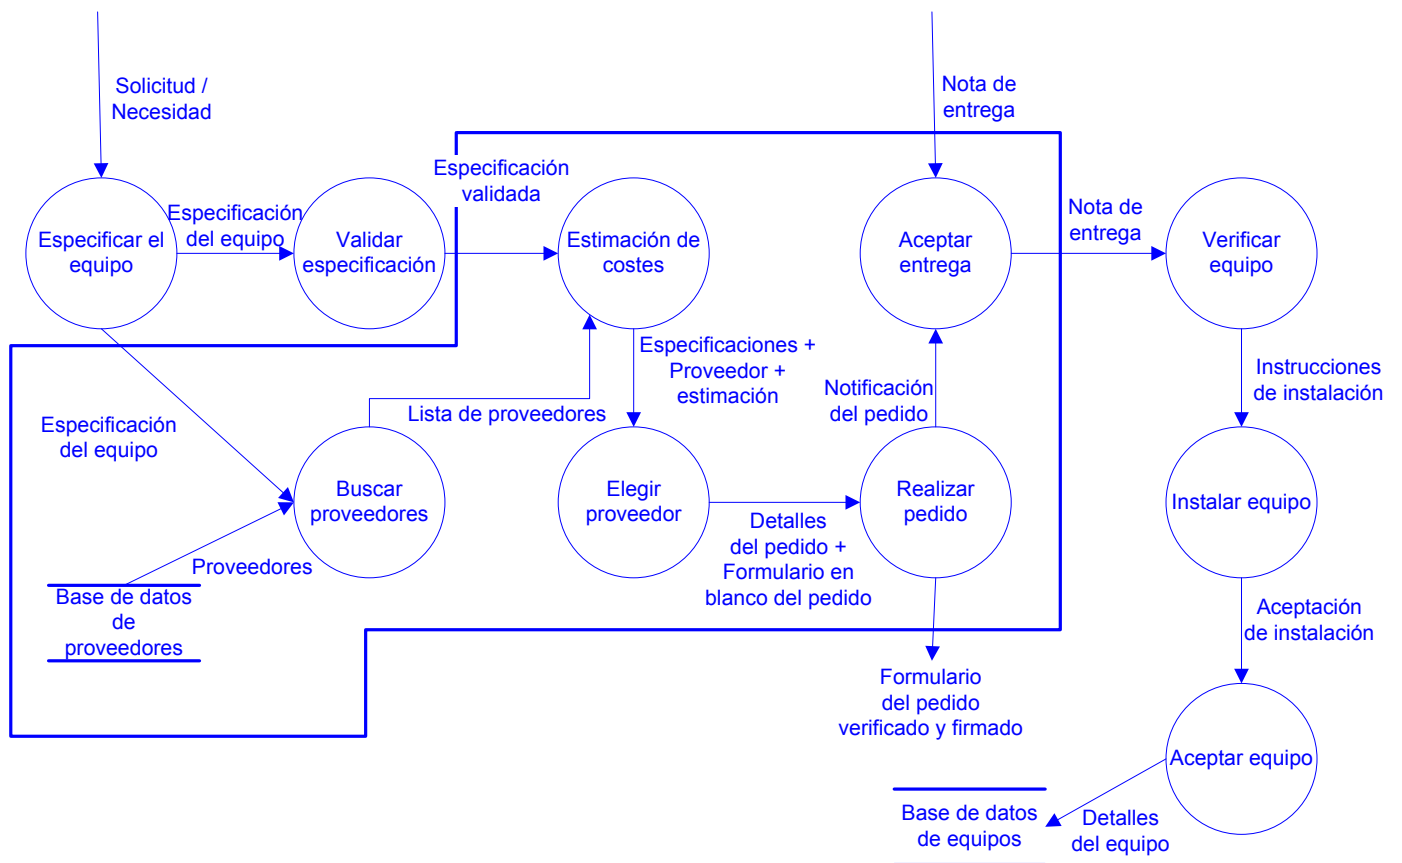 Solicitud /
Necesidad
Nota de
entrega
Especificación
validada
Especificar el
equipo
Especificación
del equipo
Validar
especificación
Estimación de
costes
Aceptar
entrega
Nota de
entrega
Verificar
equipo
Especificaciones +
Proveedor +
estimación
Notificación
del pedido
Instrucciones
de instalación
Lista de proveedores
Especificación
del equipo
Buscar
proveedores
Elegir
proveedor
Realizar
pedido
Instalar equipo
Detalles
del pedido +
Formulario en
blanco del pedido
Proveedores
Base de datos
de
proveedores
Aceptación
de instalación
Formulario
del pedido
verificado y firmado
Aceptar equipo
Base de datos
de equipos
Detalles
del equipo